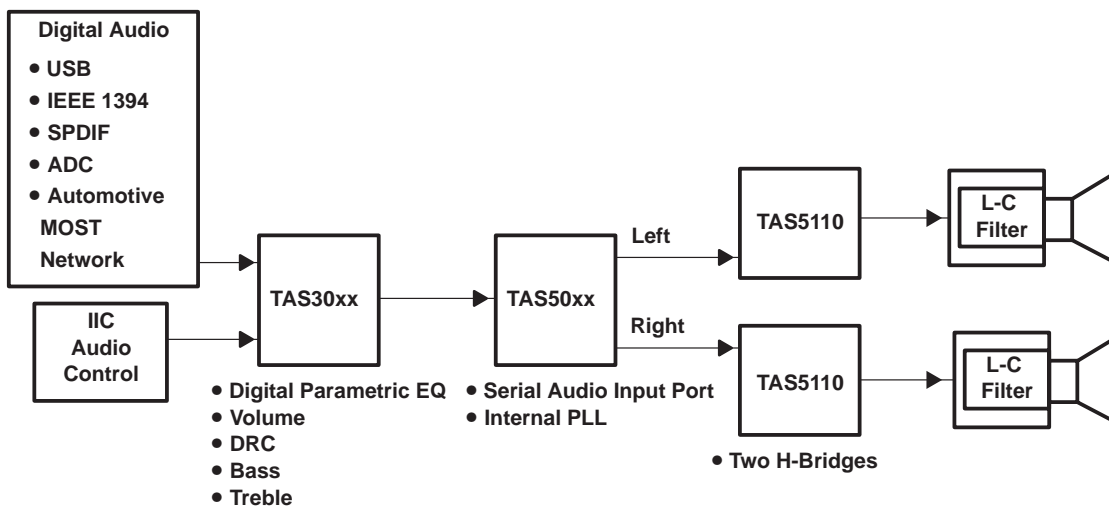 Digital Audio
● USB
● IEEE 1394
● SPDIF
● ADC
● Automotive
MOST
Network
IIC
Audio
Control
TAS30xx
● Digital Parametric EQ
● Volume
● DRC
● Bass
● Treble
TAS50xx
● Serial Audio Input Port
● Internal PLL
Left
Right
TAS5110
L-C
Filter
TAS5110
L-C
Filter
● Two H-Bridges